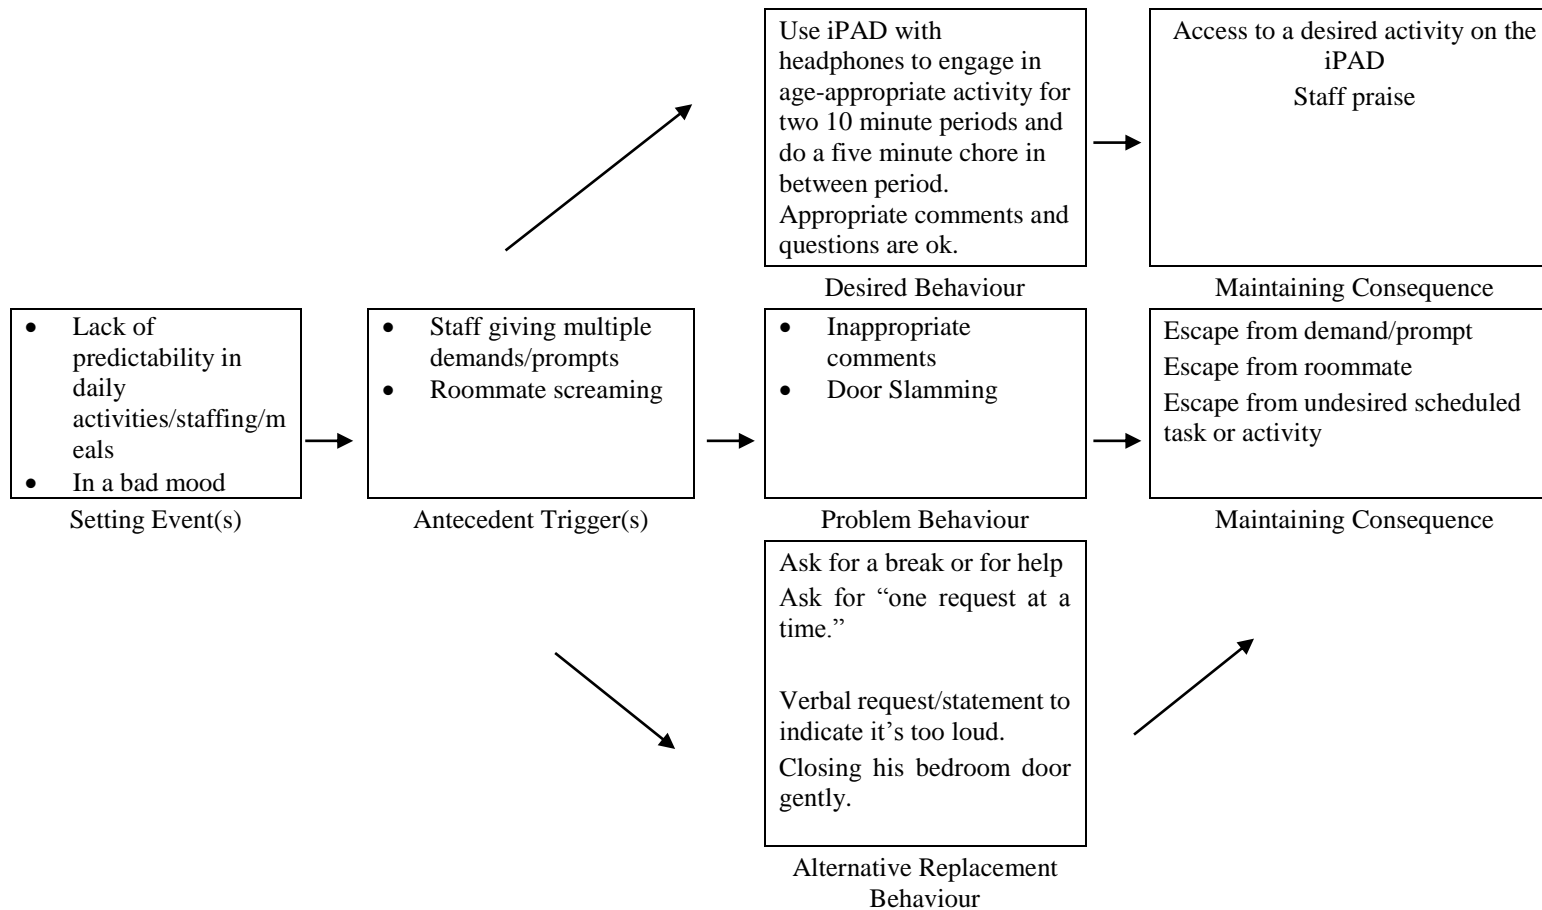 Use iPAD with
headphones to engage in
age-appropriate activity for
two 10 minute periods and
do a five minute chore in
between period.
Appropriate comments and
questions are ok.
Desired Behaviour
Access to a desired activity on the
iPAD
Staff praise
Maintaining Consequence
• Lack of
predictability in
daily
activities/staffing/m
eals
• In a bad mood
Setting Event(s)
• Staff giving multiple
demands/prompts
• Roommate screaming
Antecedent Trigger(s)
• Inappropriate
comments
• Door Slamming
Problem Behaviour
Escape from demand/prompt
Escape from roommate
Escape from undesired scheduled
task or activity
Maintaining Consequence
Ask for a break or for help
Ask for “one request at a
time.”
Verbal request/statement to
indicate it’s too loud.
Closing his bedroom door
gently.
Alternative Replacement
Behaviour